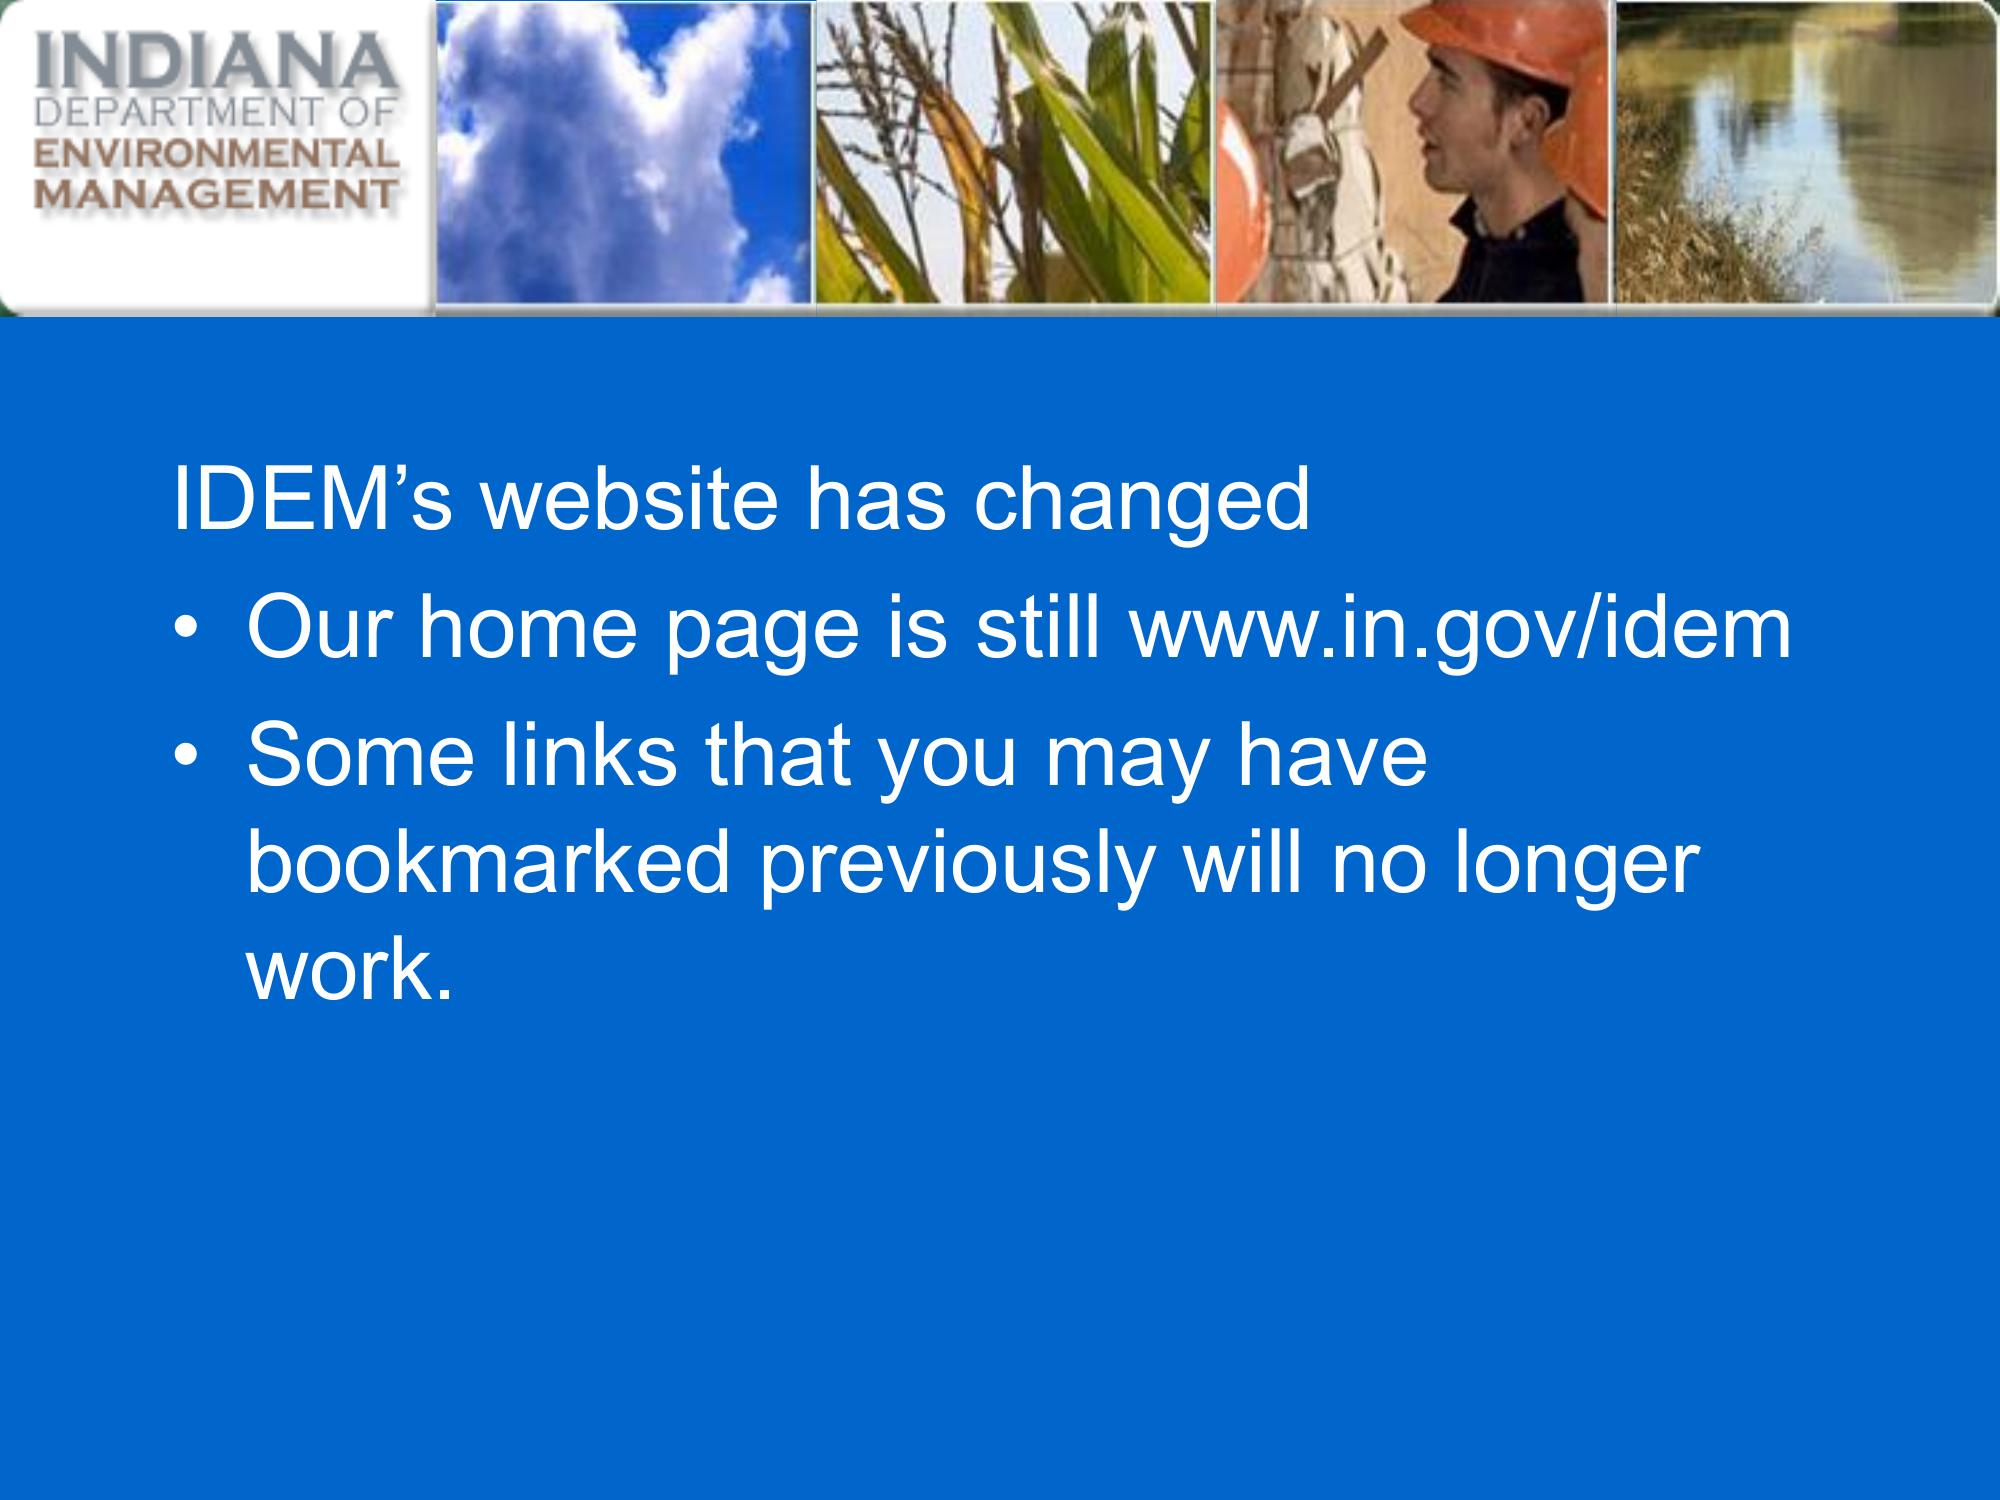 INDIANA
DEPARTMENT OF
ENVIRONMENTAL
MANAGEMENT
IDEM’s website has changed
• Our home page is still www.in.gov/idem
• Some links that you may have
bookmarked previously will no longer
work.